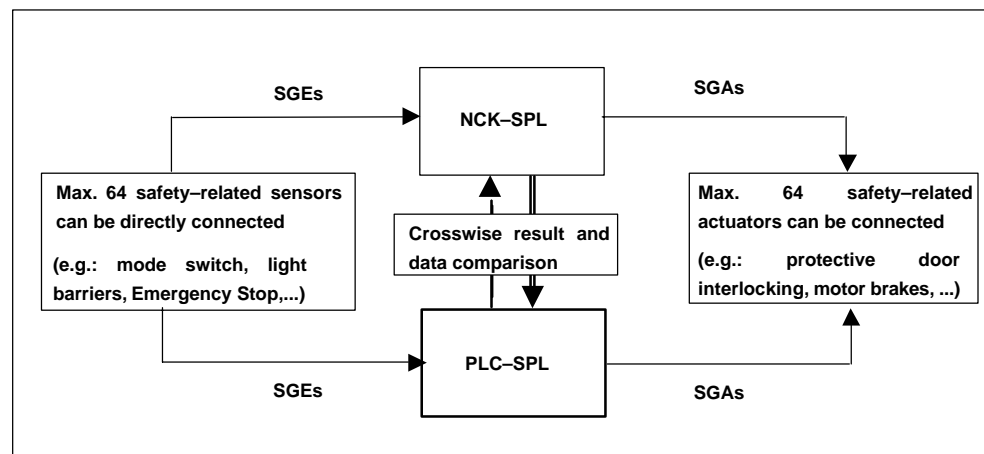 SGEs
SGAs
NCK–SPL
Max. 64 safety–related sensors
can be directly connected
(e.g.: mode switch, light
barriers, Emergency Stop,...)
Crosswise result and
data comparison
Max. 64 safety–related
actuators can be connected
(e.g.: protective door
interlocking, motor brakes, ...)
PLC–SPL
SGEs
SGAs